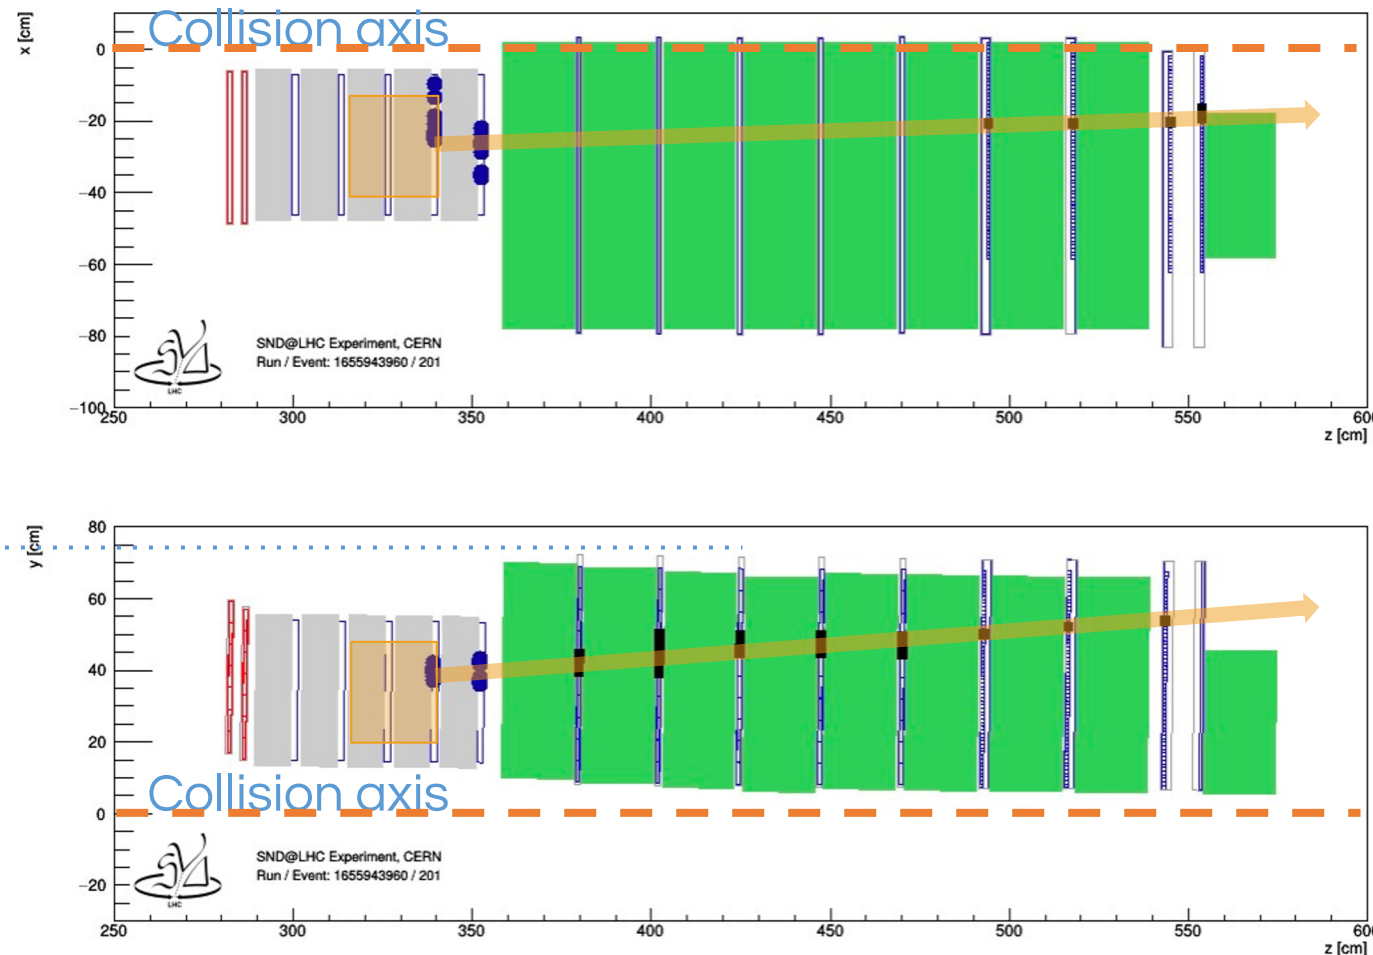 Collision axis
x [cm]
0
−20
−40
−60
−80
−100
SND@LHC Experiment, CERN
Run / Event: 1655943960 / 201
LHC
250 300 350 400 450 500 550 600
z [cm]
y [cm]
80
60
40
20
Collision axis
0
−20
SND@LHC Experiment, CERN
Run / Event: 1655943960 / 201
LHC
250 300 350 400 450 500 550 600
z [cm]